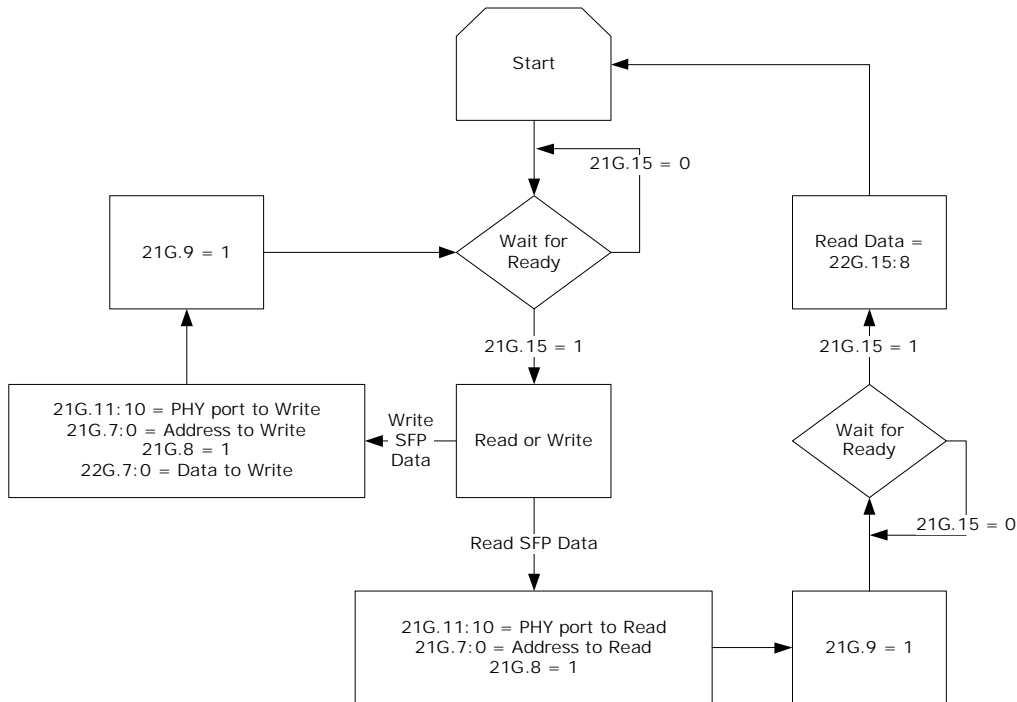 Start
21G.15 = 0
21G.9 = 1
Wait for
Ready
Read Data =
22G.15:8
21G.15 = 1
21G.15 = 1
21G.11:10 = PHY port to Write
21G.7:0 = Address to Write
21G.8 = 1
22G.7:0 = Data to Write
Write
SFP
Data
Read or Write
Wait for
Ready
21G.15 = 0
Read SFP Data
21G.11:10 = PHY port to Read
21G.7:0 = Address to Read
21G.8 = 1
21G.9 = 1